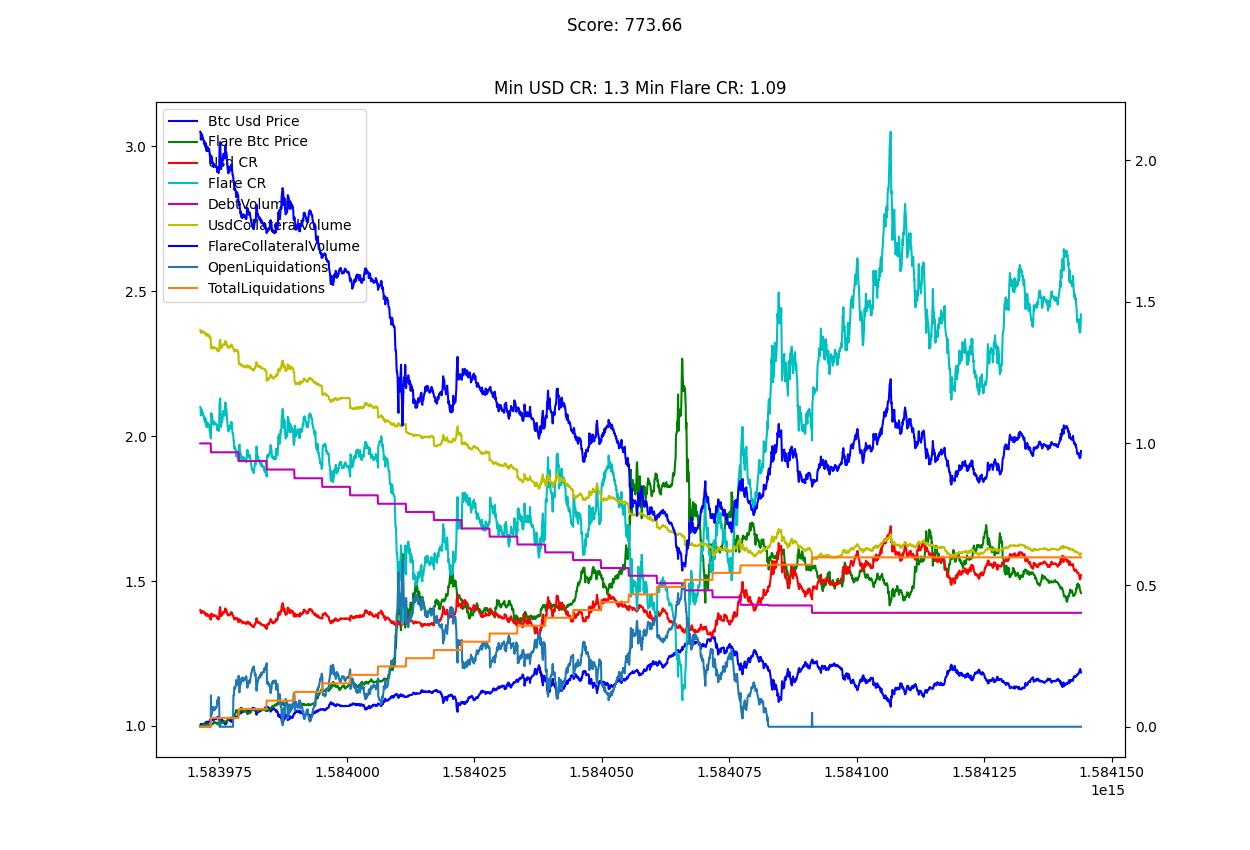 Score: 773.66
Min USD CR: 1.3 Min Flare CR: 1.09
Btc Usd Price
Flare Btc Price
Usd CR
Flare CR
DebtVolume
UsdCollateralVolume
FlareCollateralVolume
OpenLiquidations
TotalLiquidations
3.0
2.5
2.0
1.5
1.0
2.0
1.5
1.0
0.5
0.0
1.583975 1.584000 1.584025 1.584050 1.584075 1.584100 1.584125 1.584150
1e15